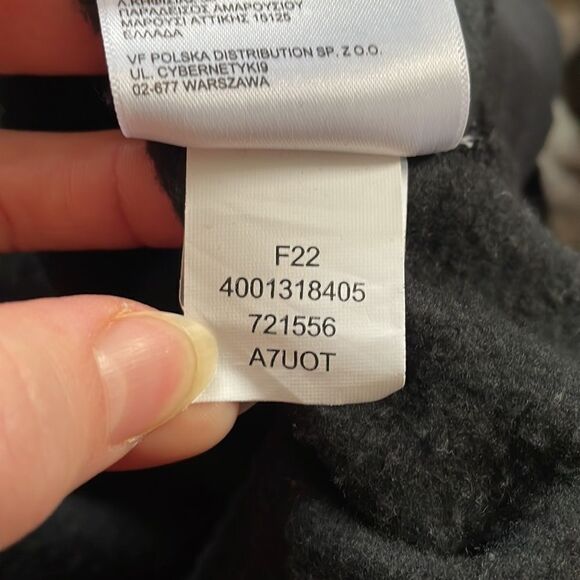 ΠΑΡΑΔΕΙΣΟΣ ΑΜΑΡΟΥΣΙΟΥ
ΜΑΡΟΥΣΙ ΑΤΤΙΚΗΣ 15125
ΕΛΛΑΔΑ
VF POLSKA DISTRIBUTION SP. Z O.O.
UL. CYBERNETYKI9
02-677 WARSZAWA
F22
4001318405
721556
A7UOT